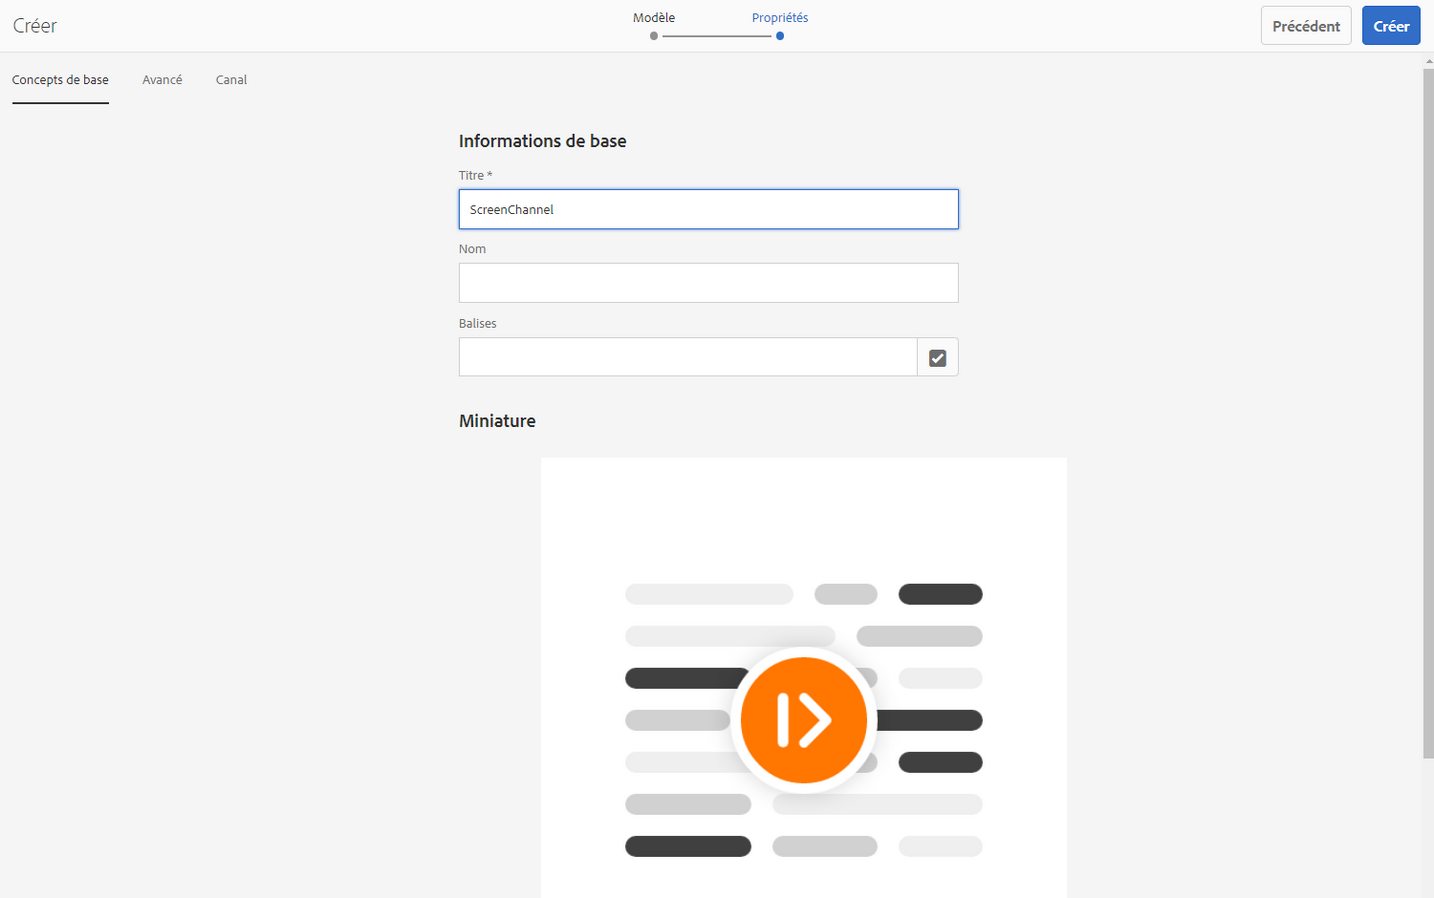 Créer
Modèle
Propriétés
Précédent
Créer
Concepts de base
Avancé
Canal
Informations de base
Titre *
ScreenChannel
Nom
Balises
Miniature